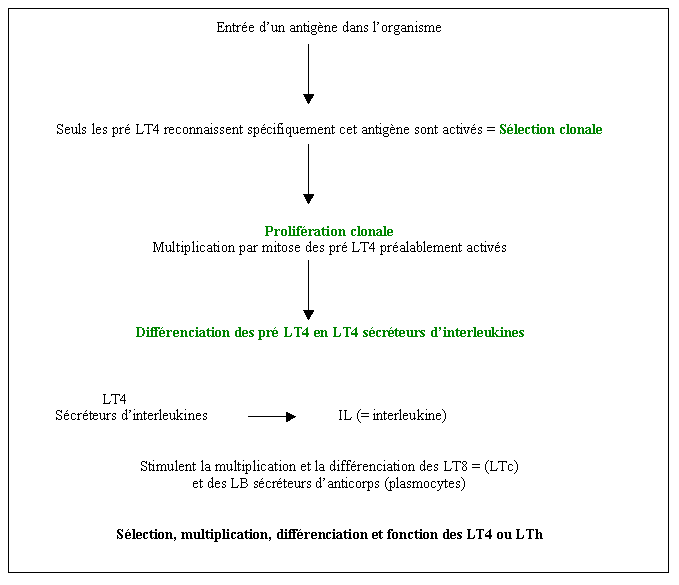 Entrée d’un antigène dans l’organisme
Seuls les pré LT4 reconnaissent spécifiquement cet antigène sont activés = Sélection clonale
Prolifération clonale
Multiplication par mitose des pré LT4 préalablement activés
Différenciation des pré LT4 en LT4 sécréteurs d’interleukines
LT4
Sécréteurs d’interleukines
IL (= interleukine)
Stimulent la multiplication et la différenciation des LT8 = (LTc)
et des LB sécréteurs d’anticorps (plasmocytes)
Sélection, multiplication, différenciation et fonction des LT4 ou LTh